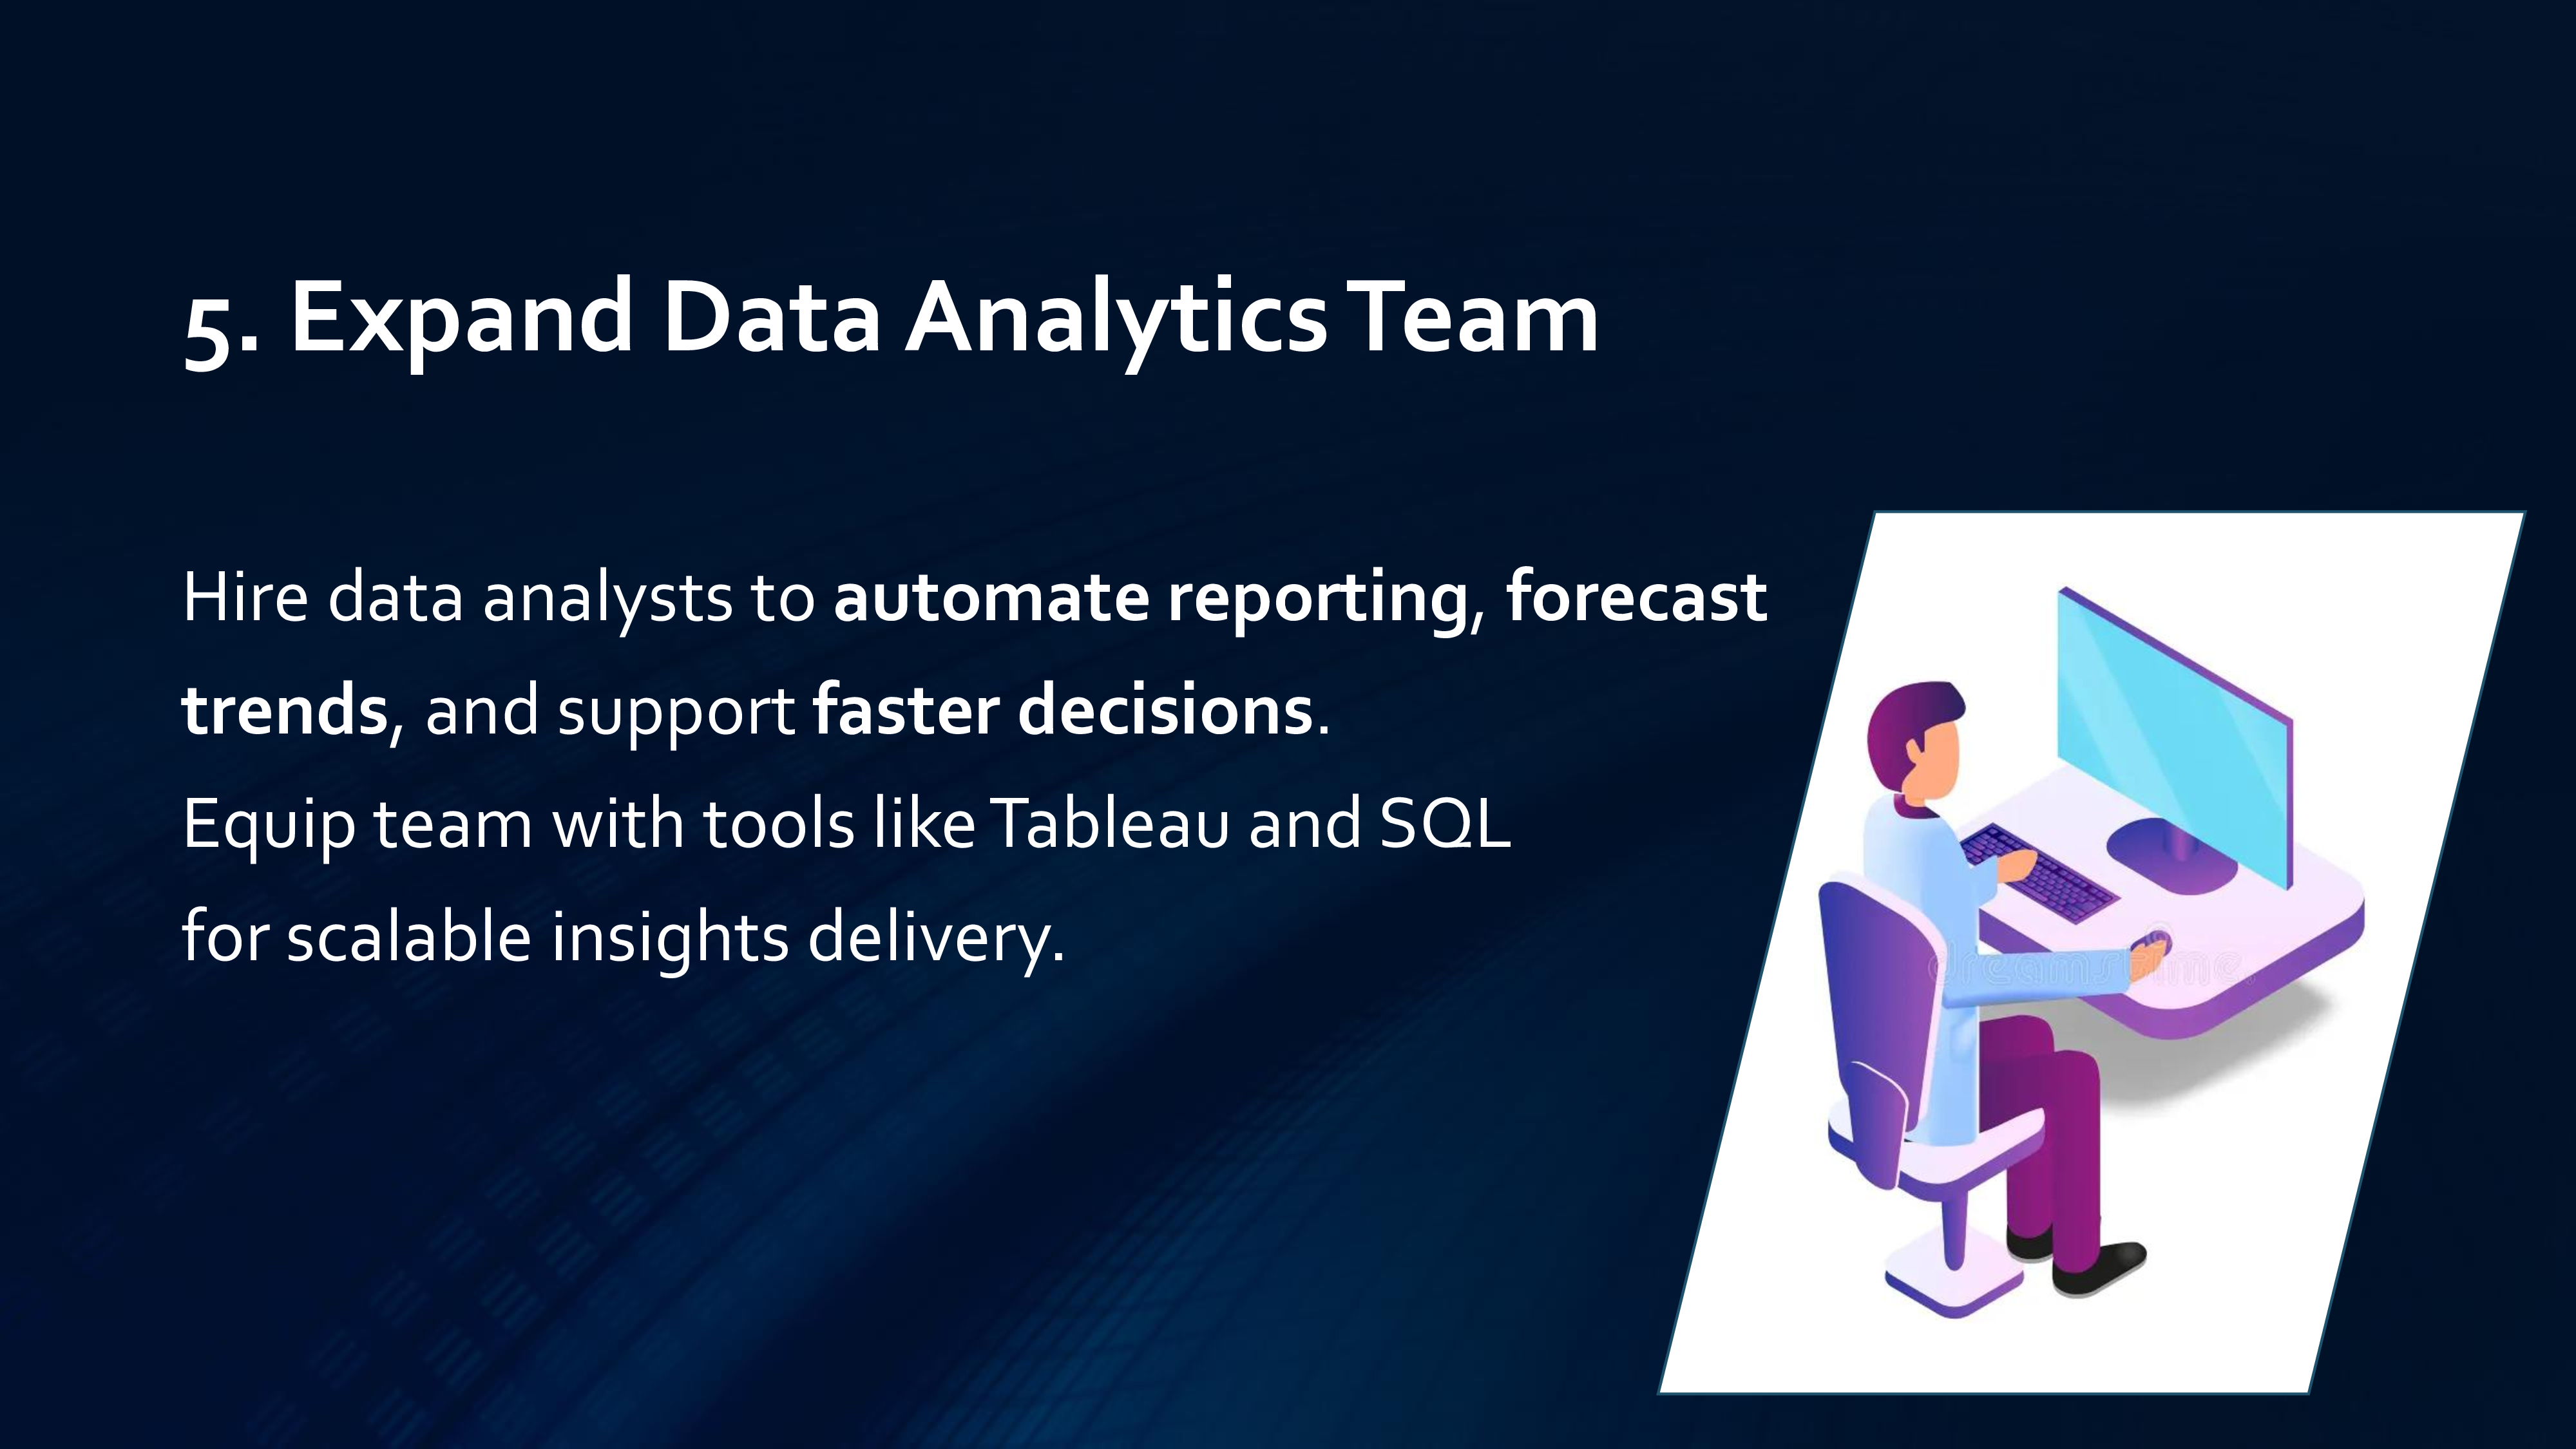 5. Expand Data Analytics Team
Hire data analysts to automate reporting, forecast
trends, and support faster decisions.
Equip team with tools like Tableau and SQL
for scalable insights delivery.
dreamstime